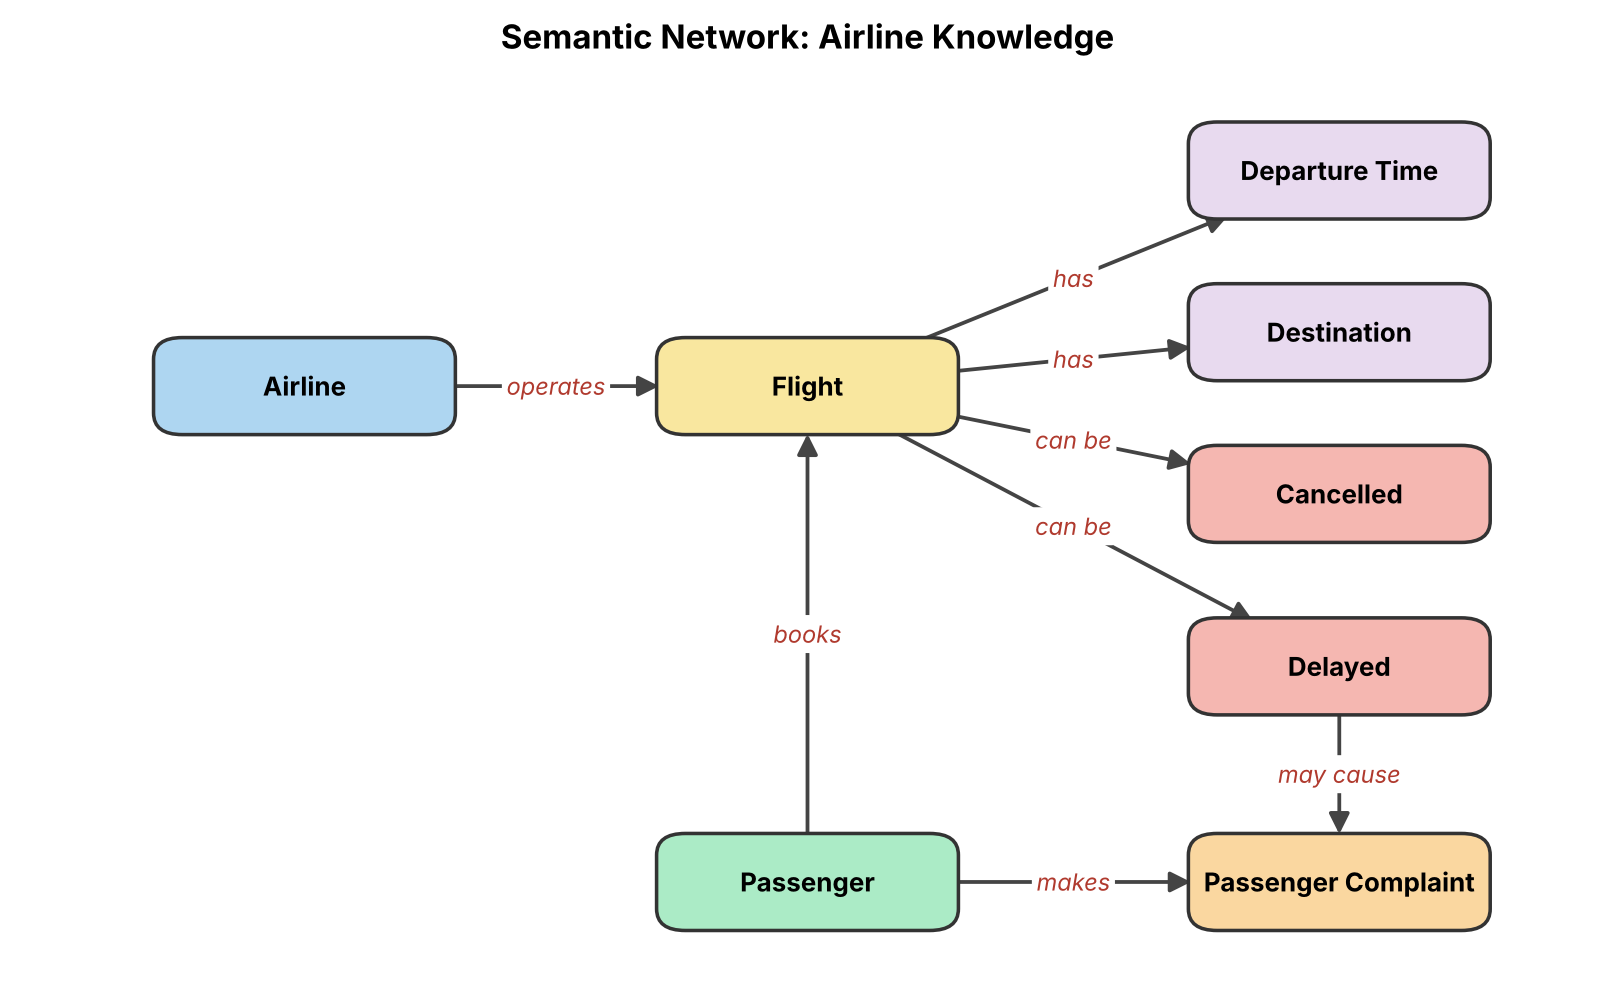 Semantic Network: Airline Knowledge
Departure Time
has
Destination
has
Airline
operates
Flight
can be
Cancelled
can be
books
Delayed
may cause
Passenger
makes
Passenger Complaint